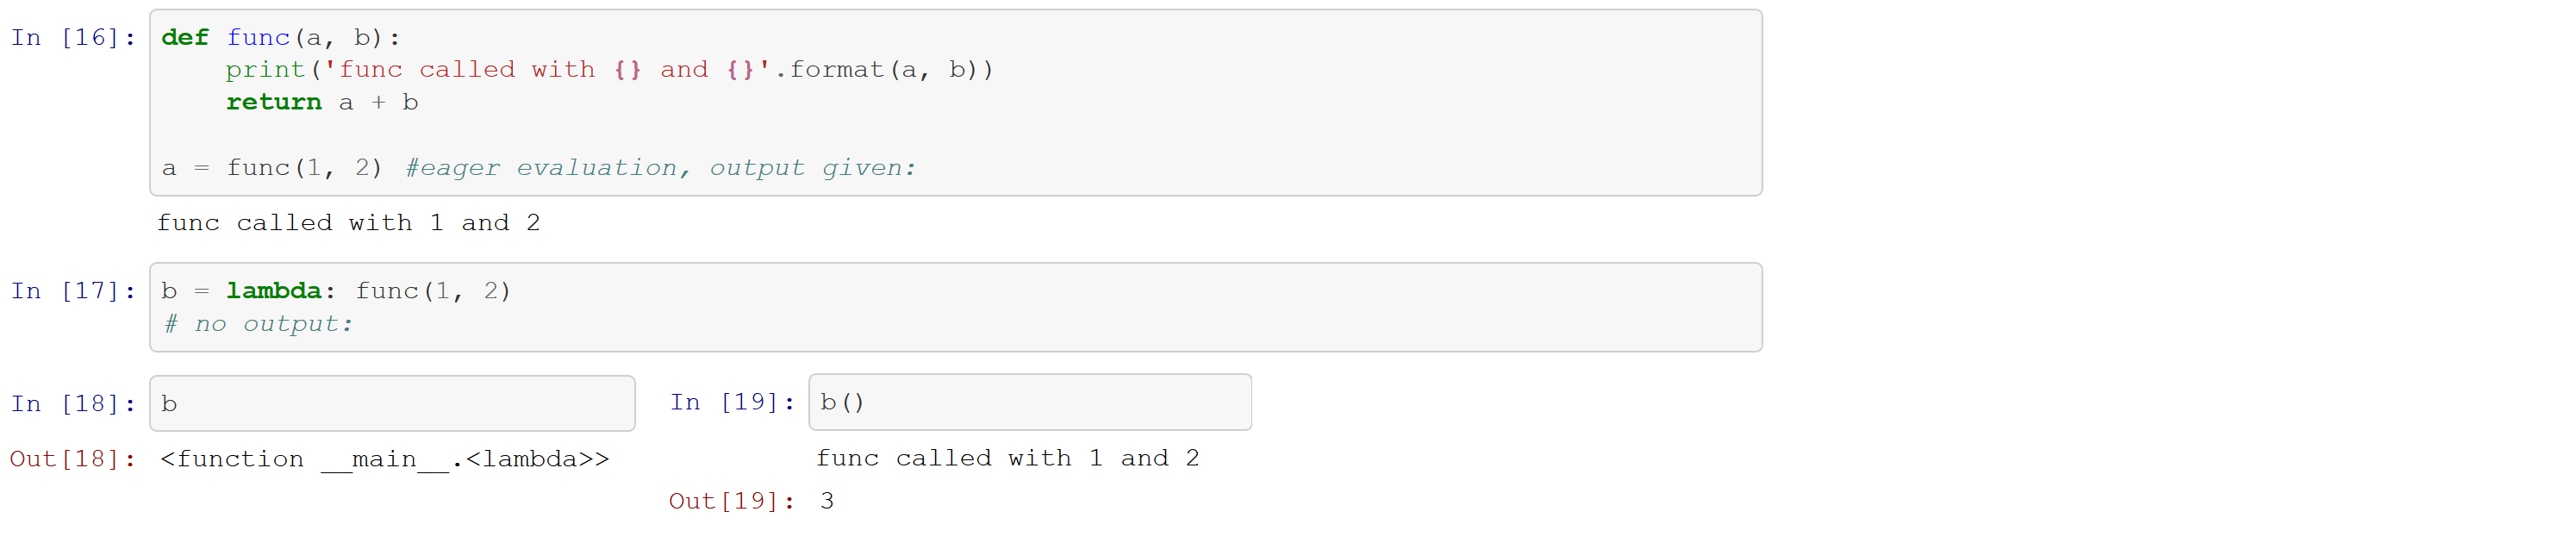 In [16]: def func(a, b):
    print('func called with {} and {}'.format(a, b))
    return a + b
a = func(1, 2) #eager evaluation, output given:
func called with 1 and 2
In [17]: b = lambda: func(1, 2)
# no output:
In [18]: b
Out[18]: <function __main__.<lambda>>
In [19]: b()
func called with 1 and 2
Out[19]: 3